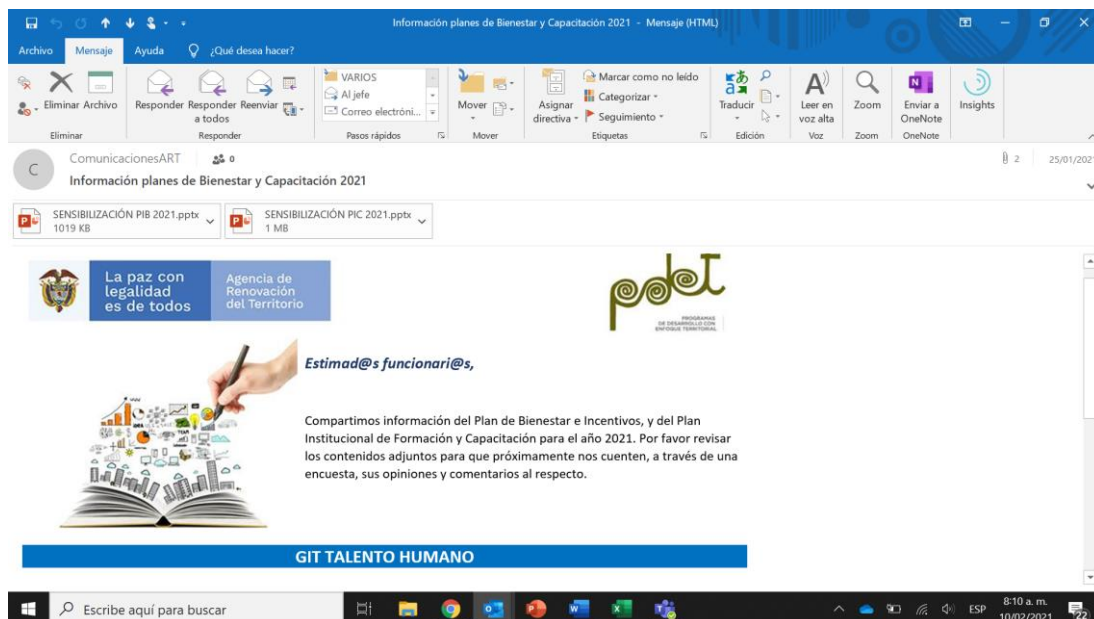 Información planes de Bienestar y Capacitación 2021 - Mensaje (HTML)
Archivo Mensaje Ayuda ¿Qué desea hacer?
Eliminar Archivo
Responder Responder a todos Reenviar
VARIOS
Al jefe
Correo electróni...
Mover
Asignar directiva
Marcar como no leído
Categorizar
Seguimiento
Traducir
Leer en voz alta
Zoom
Enviar a OneNote
Insights
Eliminar Responder Pasos rápidos Mover Etiquetas Edición Voz Zoom OneNote
C
ComunicacionesART 0
2 25/01/202
Información planes de Bienestar y Capacitación 2021
SENSIBILIZACIÓN PIB 2021.pptx
1019 KB
SENSIBILIZACIÓN PIC 2021.pptx
1 MB
La paz con
legalidad
es de todos
Agencia de
Renovación
del Territorio
pdet
PROGRAMAS
DE DESARROLLO CON
ENFOQUE TERRITORIAL
Estimad@s funcionari@s,
Compartimos información del Plan de Bienestar e Incentivos, y del Plan
Institucional de Formación y Capacitación para el año 2021. Por favor revisar
los contenidos adjuntos para que próximamente nos cuenten, a través de una
encuesta, sus opiniones y comentarios al respecto.
GIT TALENTO HUMANO
Escribe aquí para buscar
ESP
8:10 a. m.
10/02/2021
22